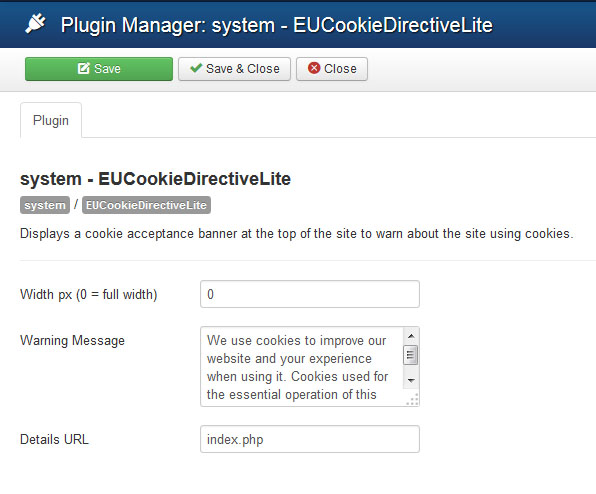 Plugin Manager: system - EUCookieDirectiveLite
Save Save & Close Close
Plugin
system - EUCookieDirectiveLite
system / EUCookieDirectiveLite
Displays a cookie acceptance banner at the top of the site to warn about the site using cookies.
Width px (0 = full width) 0
Warning Message We use cookies to improve our
website and your experience
when using it. Cookies used for
the essential operation of this
Details URL index.php